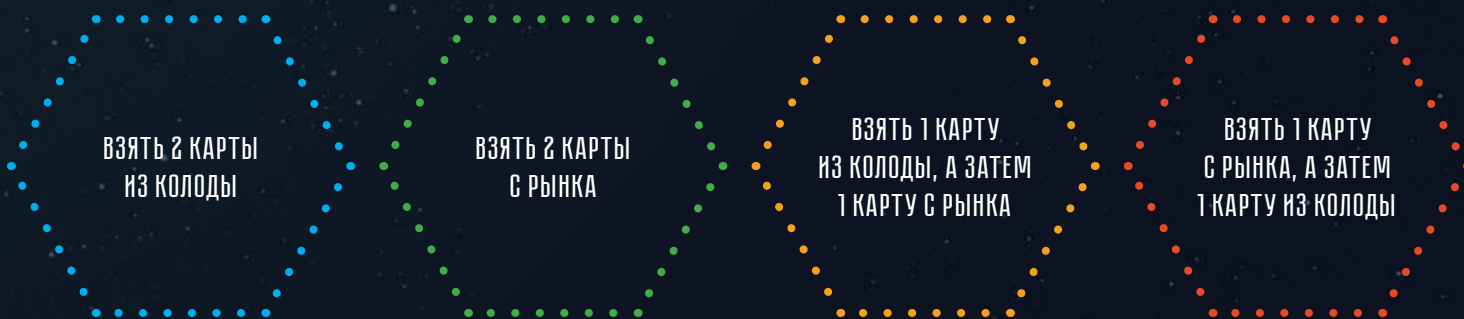 ВЗЯТЬ 2 КАРТЫ
ИЗ КОЛОДЫ
ВЗЯТЬ 2 КАРТЫ
С РЫНКА
ВЗЯТЬ 1 КАРТУ
ИЗ КОЛОДЫ, А ЗАТЕМ
1 КАРТУ С РЫНКА
ВЗЯТЬ 1 КАРТУ
С РЫНКА, А ЗАТЕМ
1 КАРТУ ИЗ КОЛОДЫ